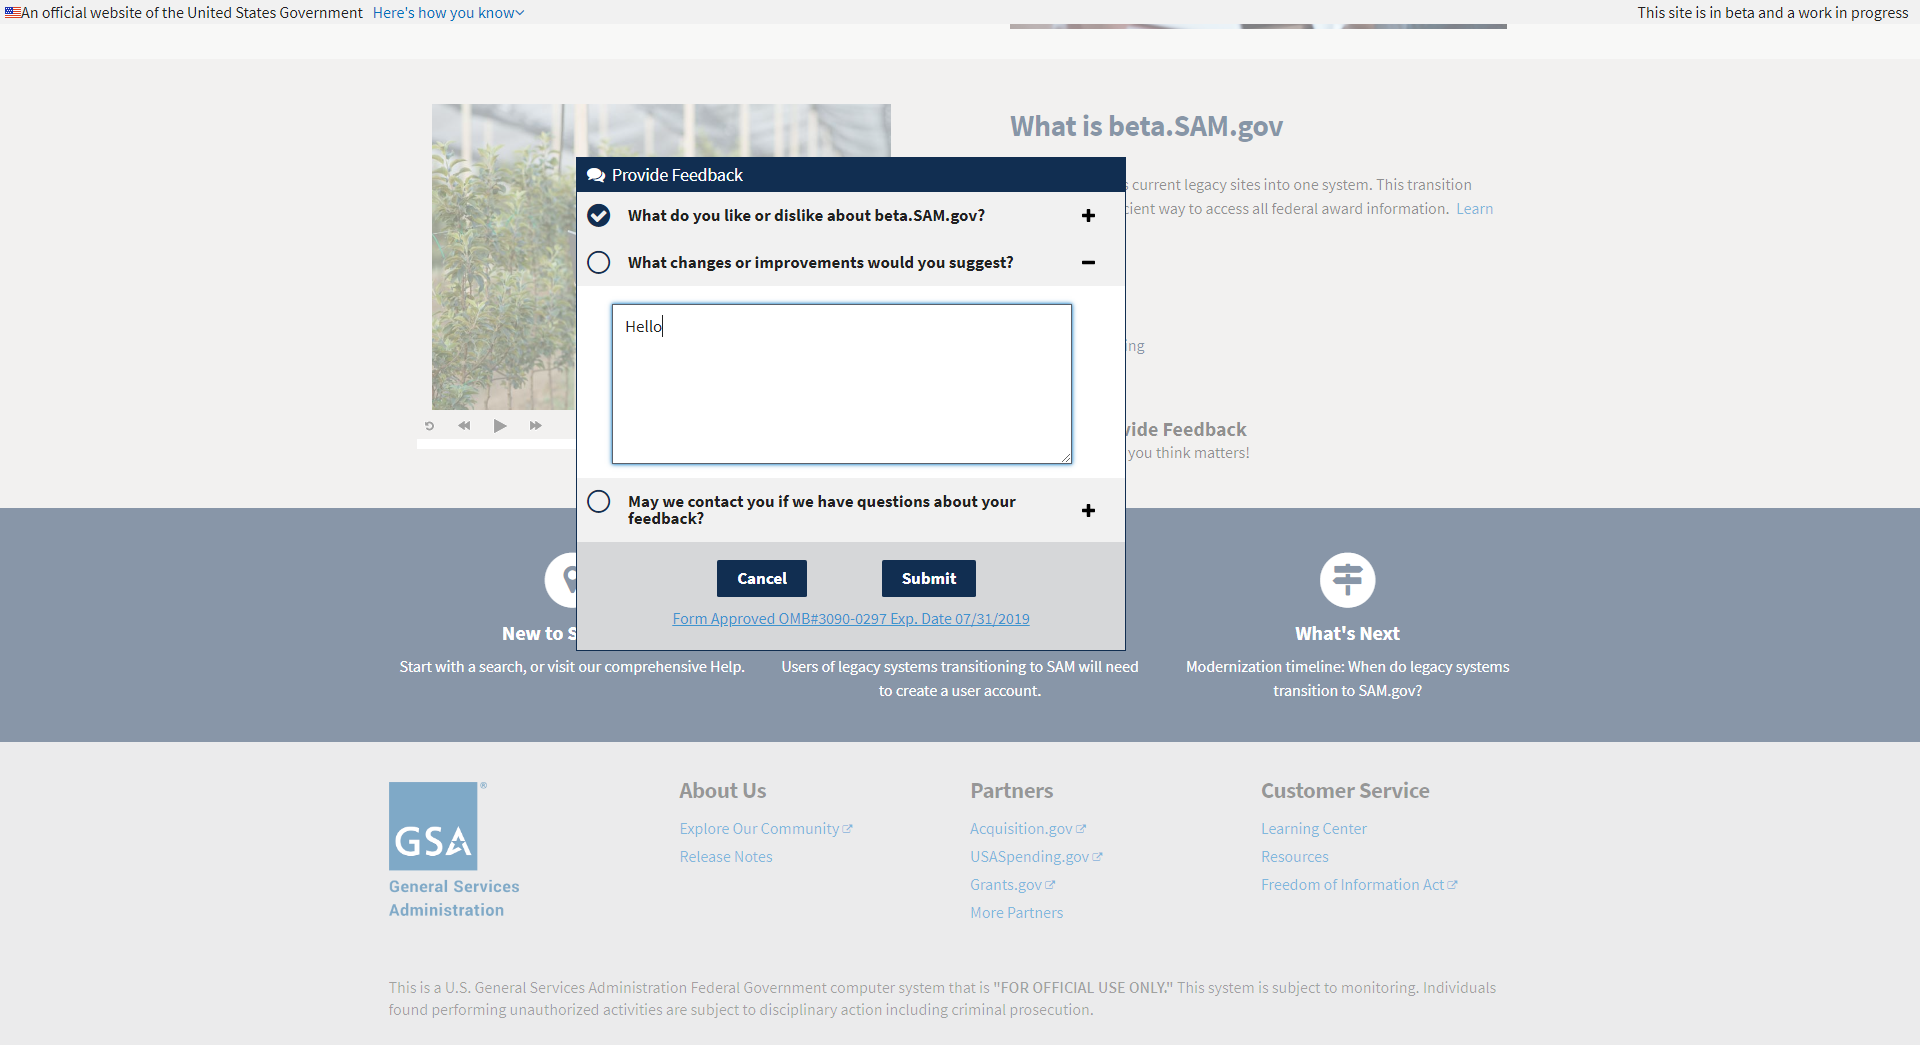 An official website of the United States Government Here's how you know
This site is in beta and a work in progress
What is beta.SAM.gov
current legacy sites into one system. This transition
cient way to access all federal award information. Learn
ing
vide Feedback
you think matters!
Provide Feedback
What do you like or dislike about beta.SAM.gov?
What changes or improvements would you suggest?
Hello
May we contact you if we have questions about your
feedback?
Cancel
Submit
Form Approved OMB#3090-0297 Exp. Date 07/31/2019
New to S
Start with a search, or visit our comprehensive Help.
Users of legacy systems transitioning to SAM will need
to create a user account.
What's Next
Modernization timeline: When do legacy systems
transition to SAM.gov?
GSA
®
General Services
Administration
About Us
Explore Our Community
Release Notes
Partners
Acquisition.gov
USASpending.gov
Grants.gov
More Partners
Customer Service
Learning Center
Resources
Freedom of Information Act
This is a U.S. General Services Administration Federal Government computer system that is "FOR OFFICIAL USE ONLY." This system is subject to monitoring. Individuals
found performing unauthorized activities are subject to disciplinary action including criminal prosecution.